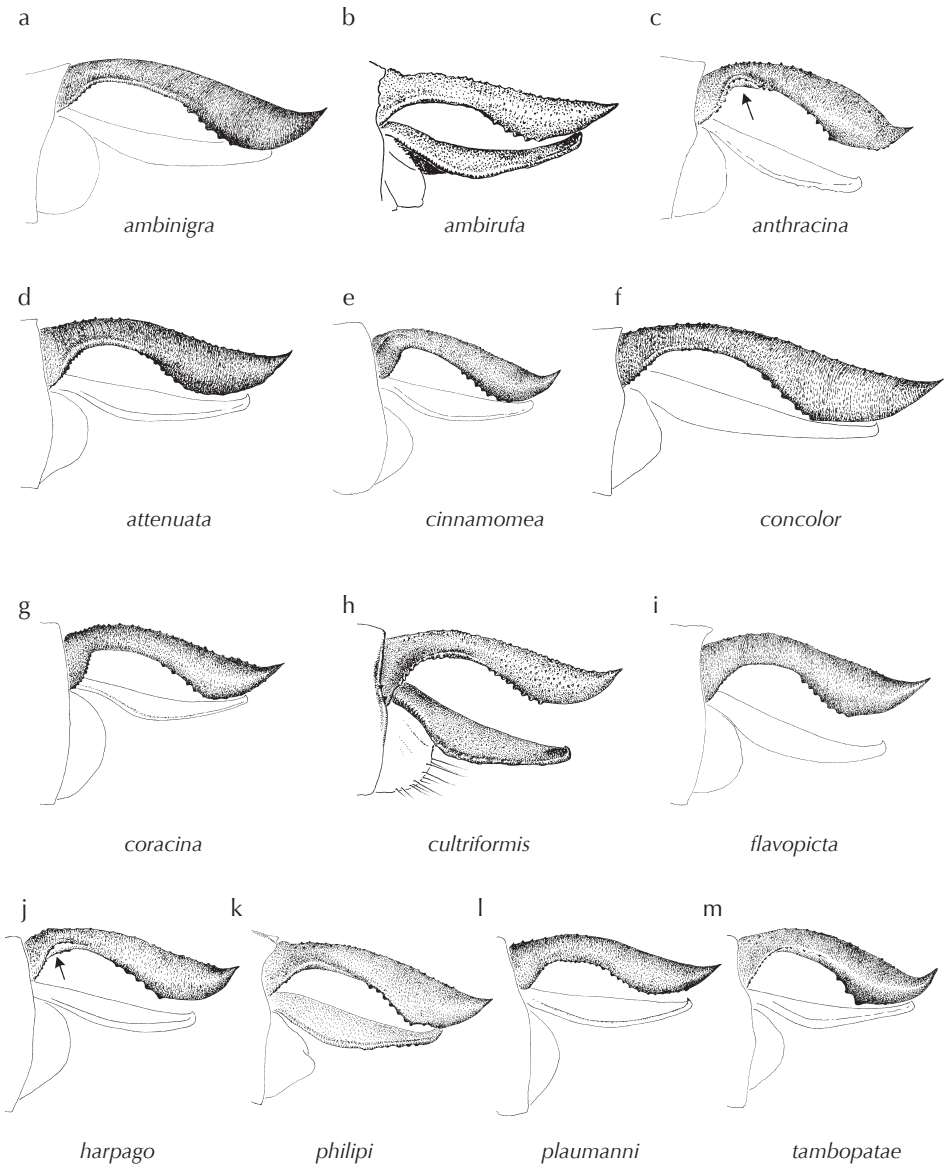 a b c
ambinigra ambirufa anthracina
d e f
attenuata cinnamomea concolor
g h i
coracina cultriformis flavopicta
j k l m
harpago philipi plaumanni tambopatae